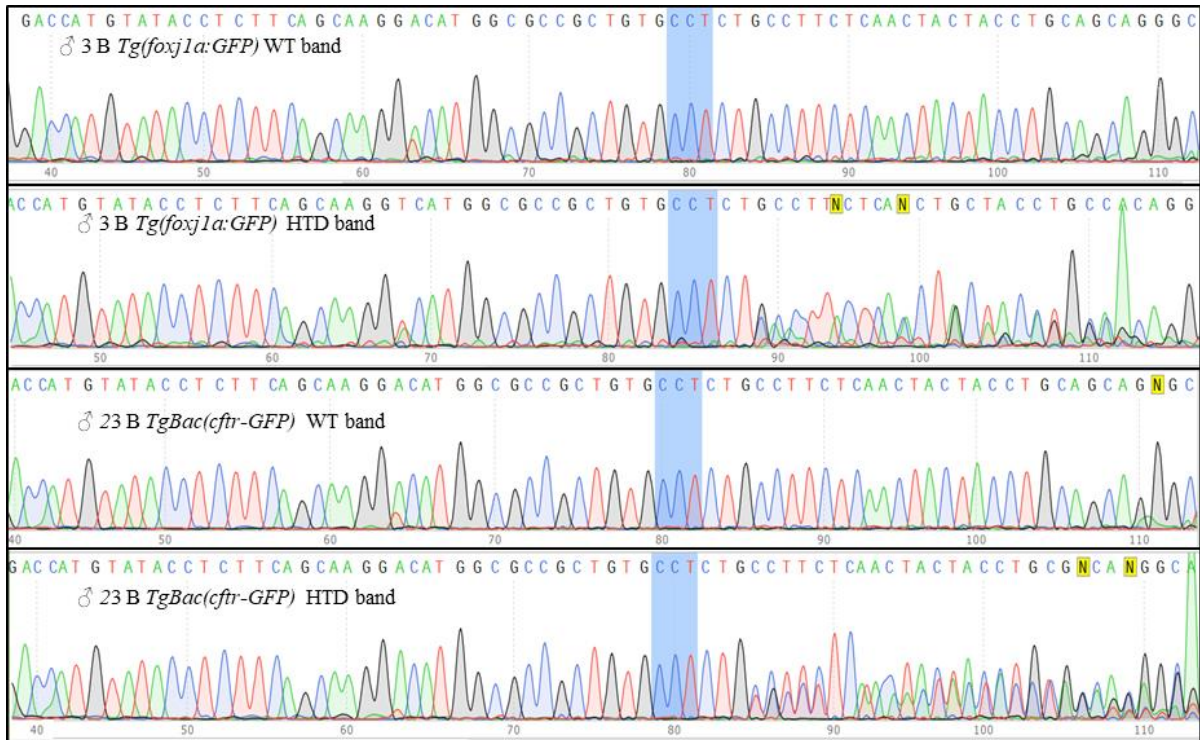 GACCATGTATACCTCTTCAGCAAGGACATGGCGCCGCTGTGCCTCTGCCTTCTCAACTACTACCTGCAGCAGGGC
♂ 3 B Tg(foxj1a:GFP) WT band
40 50 60 70 80 90 100 110
ACCATGTATACCTCTTCAGCAAGGTCATGGCGCCGCTGTGCCTCTGCCTTNCTCANCTGCTACCTGCCACAGG
♂ 3 B Tg(foxj1a:GFP) HTD band
50 60 70 80 90 100 110
ACCATGTATACCTCTTCAGCAAGGACATGGCGCCGCTGTGCCTCTGCCTTCTCAACTACTACCTGCAGCAGNGC
♂ 23 B TgBac(cftr-GFP) WT band
40 50 60 70 80 90 100 110
GACCATGTATACCTCTTCAGCAAGGACATGGCGCCGCTGTGCCTCTGCCTTCTCAACTACTACCTGCGNCANGGCA
♂ 23 B TgBac(cftr-GFP) HTD band
40 50 60 70 80 90 100 110